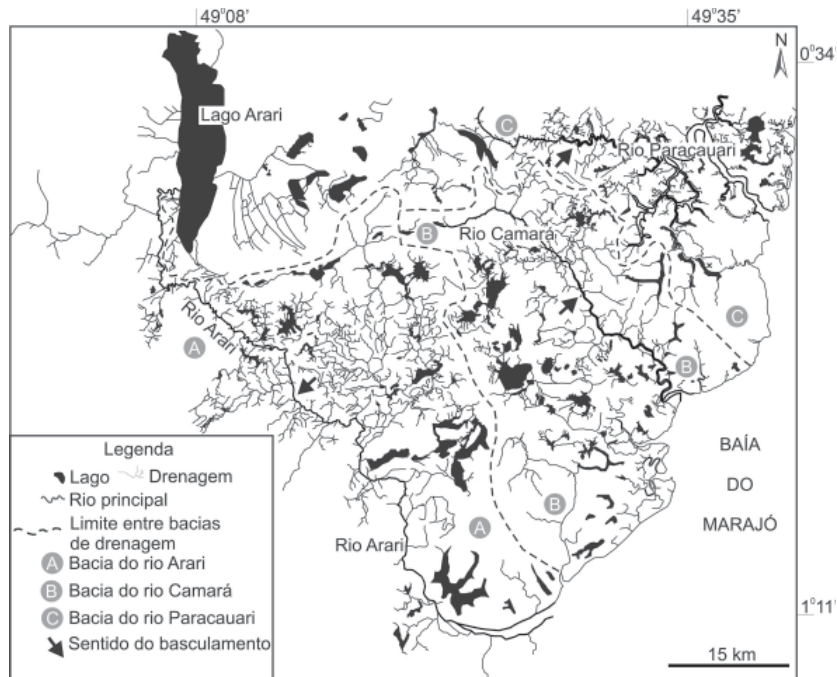 49°08'
49°35'
N
0°34'
Lago Arari
C
Rio Paracauari
B
Rio Camará
Rio Arari
A
C
B
BAÍA
DO
MARAJÓ
B
A
Rio Arari
1°11'
15 km
Legenda
Lago
Drenagem
Rio principal
Limite entre bacias
de drenagem
A Bacia do rio Arari
B Bacia do rio Camará
C Bacia do rio Paracauari
Sentido do basculamento